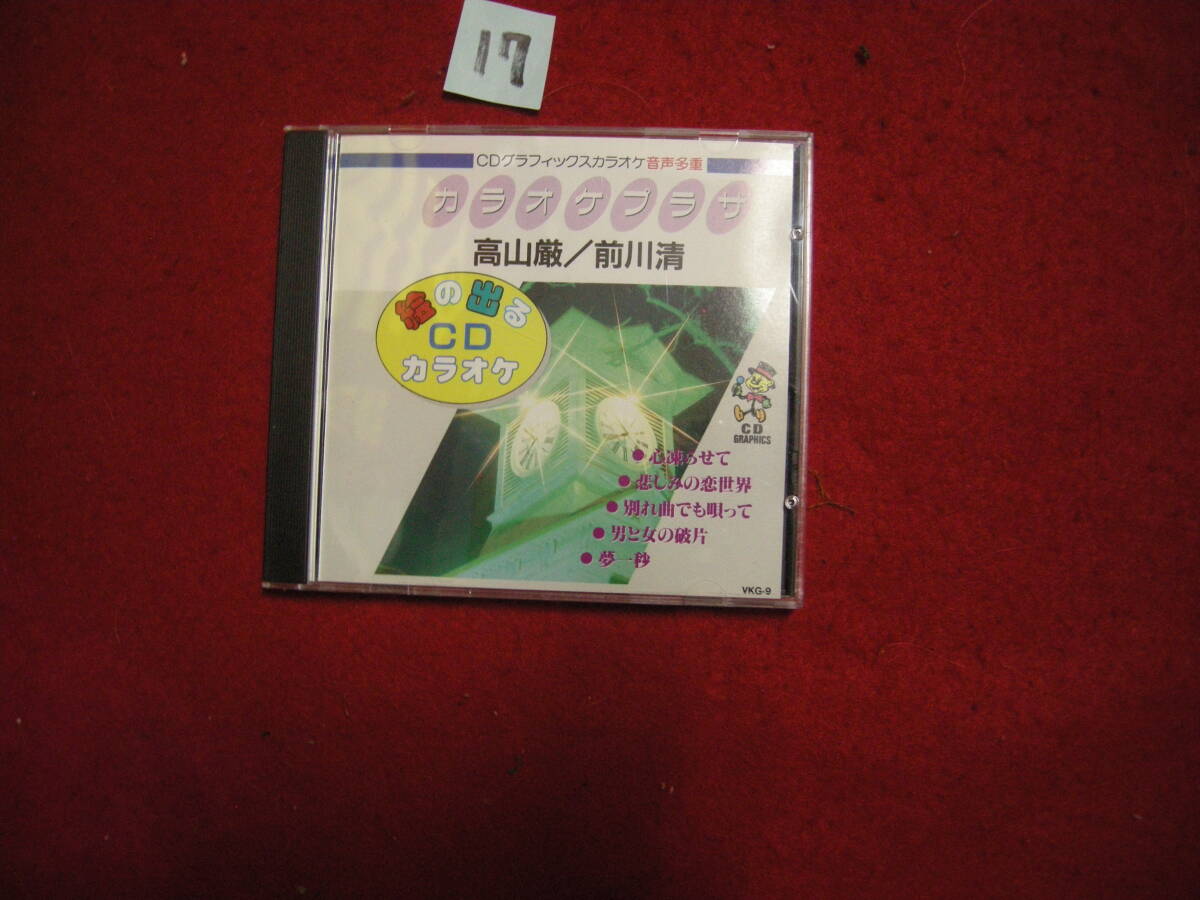 17
CDグラフィックスカラオケ音声多重
カラオケプラザ
高山厳／前川清
絵の出る
CD
カラオケ
CD
GRAPHICS
●心凍らせて
●悲しみの恋世界
●別れ曲でも唄って
●男と女の破片
●夢一秒
VKG-9